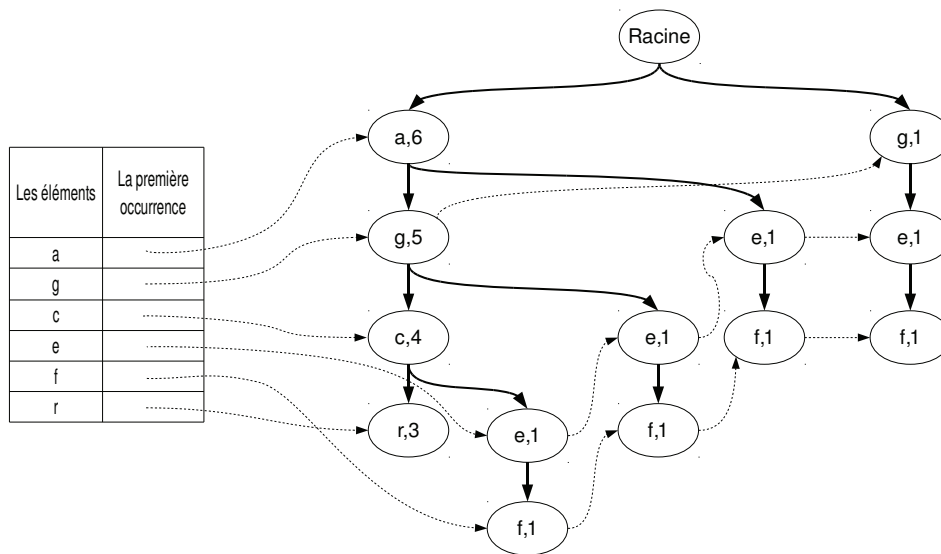 Racine
a,6
g,1
Les éléments
La première
occurrence
g,5
e,1
e,1
a
g
c
e
f
r
c,4
e,1
f,1
f,1
r,3
e,1
f,1
f,1